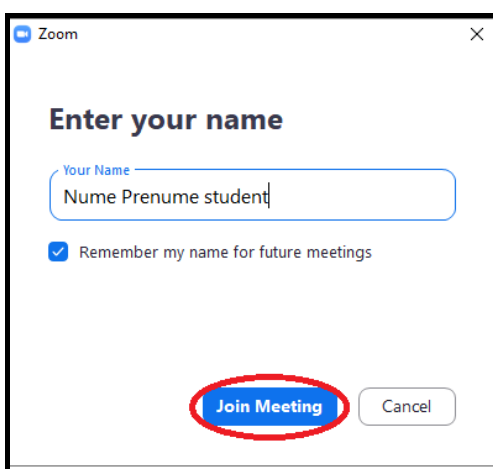 Zoom
Enter your name
Your Name
Nume Prenume student
Remember my name for future meetings
Join Meeting Cancel